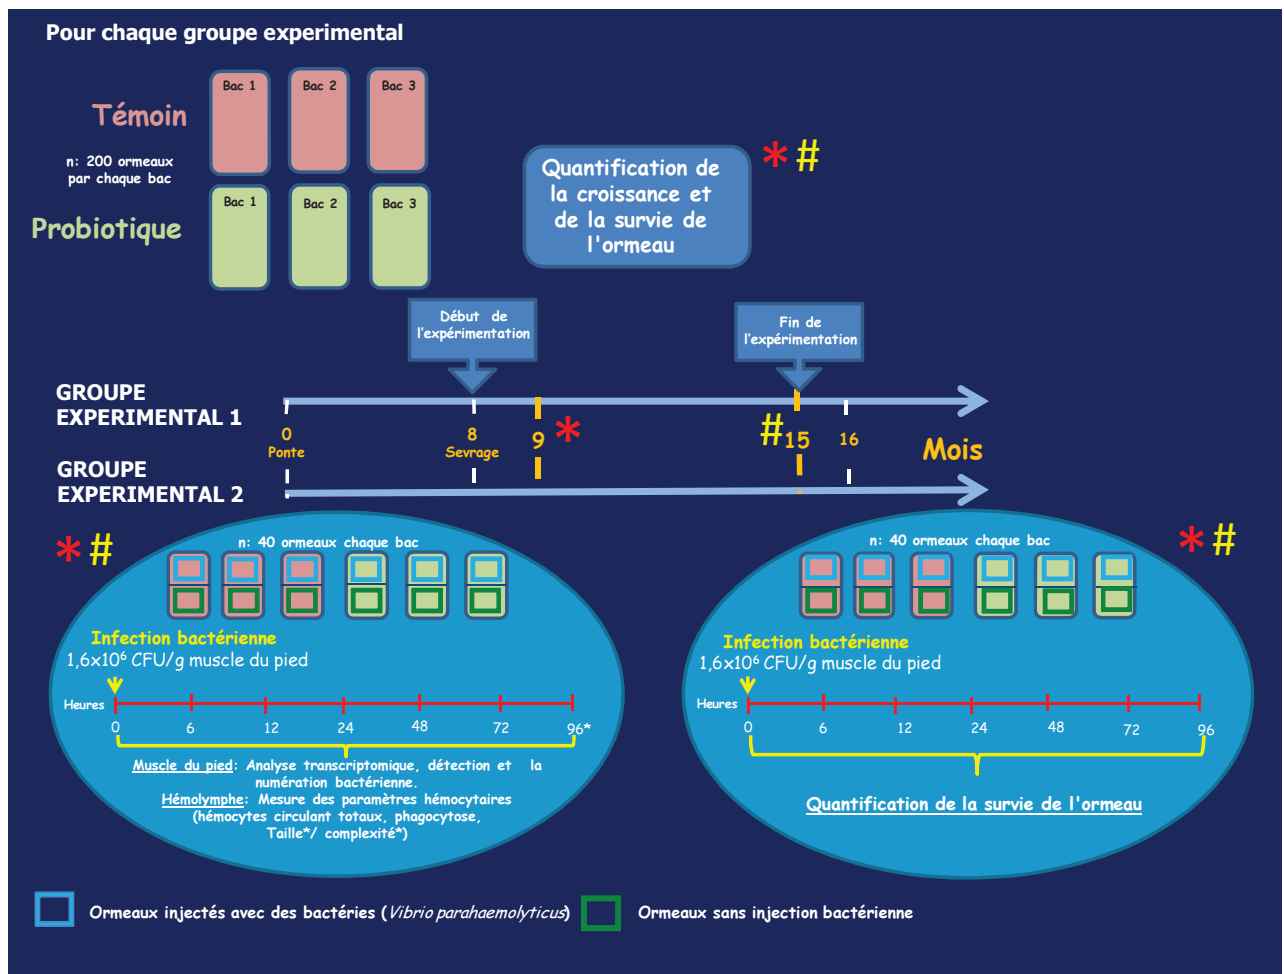 Pour chaque groupe experimental
Témoin
n: 200 ormeaux
par chaque bac
Bac 1
Bac 2
Bac 3
Probiotique
Bac 1
Bac 2
Bac 3
Quantification de
la croissance et
de la survie de
l'ormeau
* #
Début de
l'expérimentation
Fin de
l'expérimentation
GROUPE
EXPERIMENTAL 1
0
Ponte
8
Sevrage
9 *
#15
16
Mois
GROUPE
EXPERIMENTAL 2
* #
n: 40 ormeaux chaque bac
Infection bactérienne
1,6x10⁶ CFU/g muscle du pied
Heures
0 6 12 24 48 72 96*
Muscle du pied: Analyse transcriptomique, détection et la
numération bactérienne.
Hémolymphe: Mesure des paramètres hémocytaires
(hémocytes circulant totaux, phagocytose,
Taille*/ complexité*)
* #
n: 40 ormeaux chaque bac
Infection bactérienne
1,6x10⁶ CFU/g muscle du pied
Heures
0 6 12 24 48 72 96
Quantification de la survie de l'ormeau
Ormeaux injectés avec des bactéries (Vibrio parahaemolyticus)
Ormeaux sans injection bactérienne